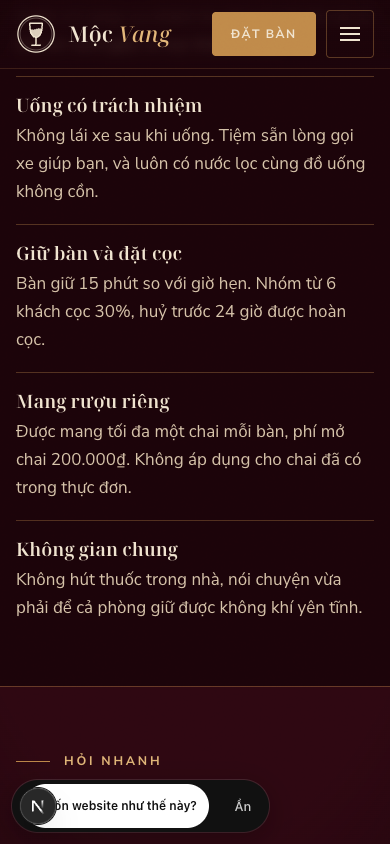 Mộc Vang
ĐẶT BÀN
Uống có trách nhiệm
Không lái xe sau khi uống. Tiệm sẵn lòng gọi
xe giúp bạn, và luôn có nước lọc cùng đồ uống
không cồn.
Giữ bàn và đặt cọc
Bàn giữ 15 phút so với giờ hẹn. Nhóm từ 6
khách cọc 30%, huỷ trước 24 giờ được hoàn
cọc.
Mang rượu riêng
Được mang tối đa một chai mỗi bàn, phí mở
chai 200.000₫. Không áp dụng cho chai đã có
trong thực đơn.
Không gian chung
Không hút thuốc trong nhà, nói chuyện vừa
phải để cả phòng giữ được không khí yên tĩnh.
HỎI NHANH
website như thế này?
Ẩn